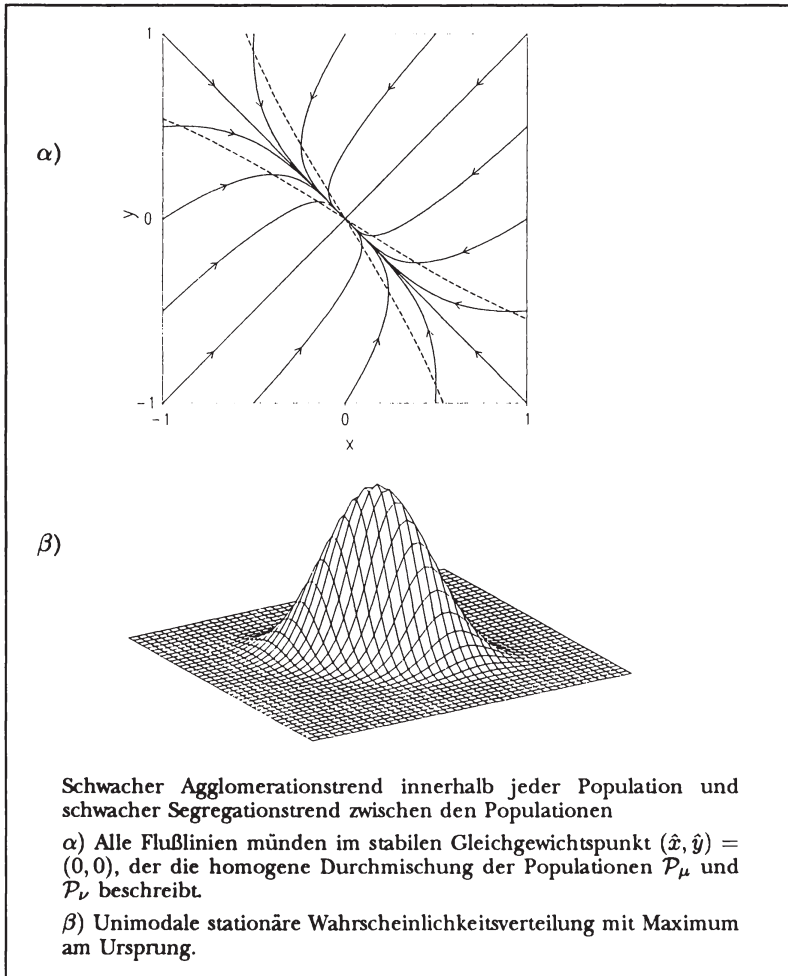 1
α)
y 0
-1
-1 0 1
x
β)
Schwacher Agglomerationstrend innerhalb jeder Population und
schwacher Segregationstrend zwischen den Populationen
α) Alle Flußlinien münden im stabilen Gleichgewichtspunkt (x̂, ŷ) =
(0, 0), der die homogene Durchmischung der Populationen 𝒫μ und
𝒫ν beschreibt.
β) Unimodale stationäre Wahrscheinlichkeitsverteilung mit Maximum
am Ursprung.